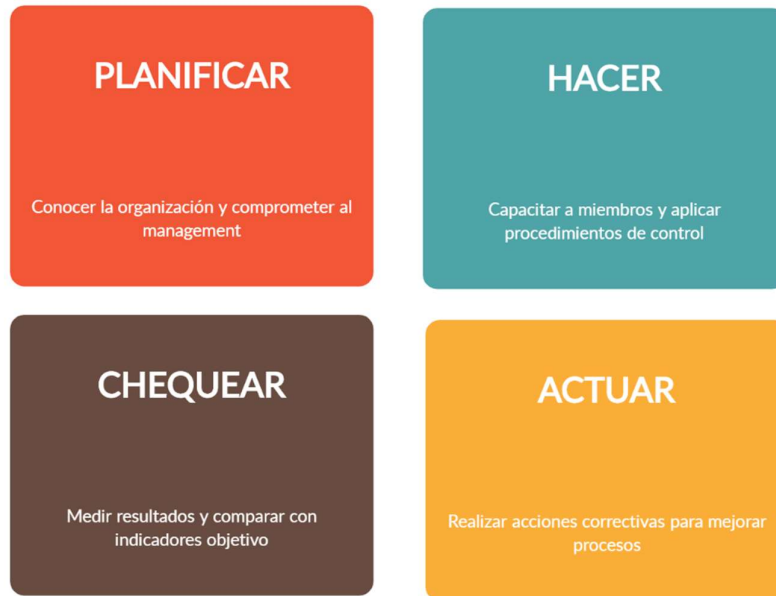 PLANIFICAR
Conocer la organización y comprometer al
management
HACER
Capacitar a miembros y aplicar
procedimientos de control
CHEQUEAR
Medir resultados y comparar con
indicadores objetivo
ACTUAR
Realizar acciones correctivas para mejorar
procesos